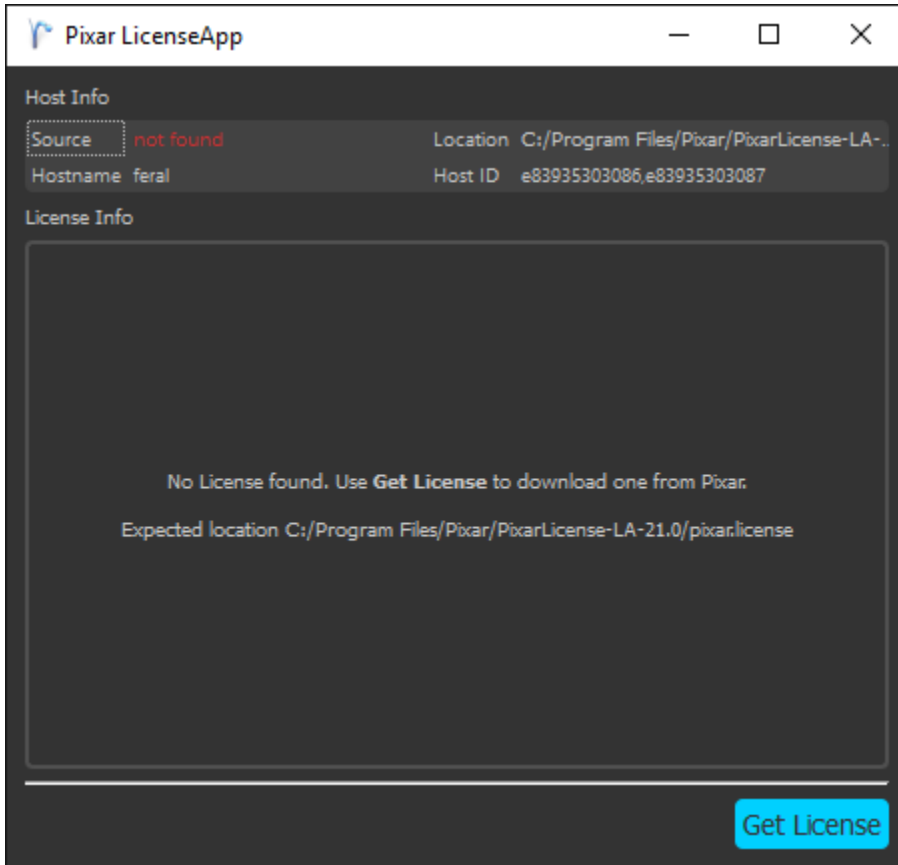 Pixar LicenseApp
Host Info
Source not found Location C:/Program Files/Pixar/PixarLicense-LA-..
Hostname feral Host ID e83935303086,e83935303087
License Info
No License found. Use Get License to download one from Pixar.
Expected location C:/Program Files/Pixar/PixarLicense-LA-21.0/pixar.license
Get License